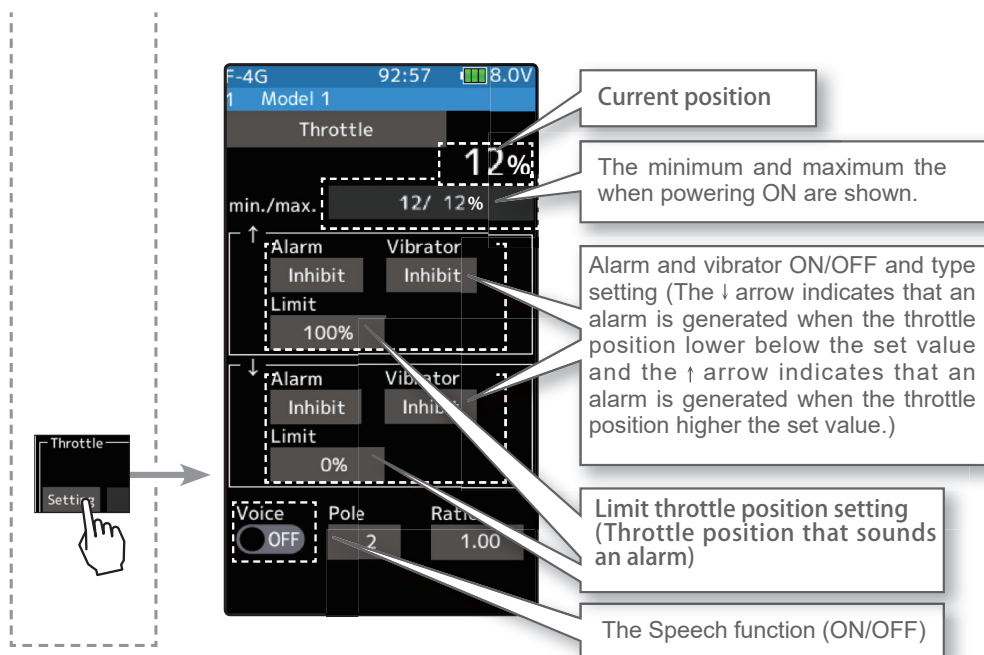 F-4G 92:57 8.0V
1 Model 1
Throttle
12%
min./max. 12/ 12%
↑
Alarm Vibrator
Inhibit Inhibit
Limit
100%
↓
Alarm Vibrator
Inhibit Inhibit
Limit
0%
Voice Pole Ratio
OFF 2 1.00
Throttle
Setting
Current position
The minimum and maximum the
when powering ON are shown.
Alarm and vibrator ON/OFF and type
setting (The ↓ arrow indicates that an
alarm is generated when the throttle
position lower below the set value
and the ↑ arrow indicates that an
alarm is generated when the throttle
position higher the set value.)
Limit throttle position setting
(Throttle position that sounds
an alarm)
The Speech function (ON/OFF)